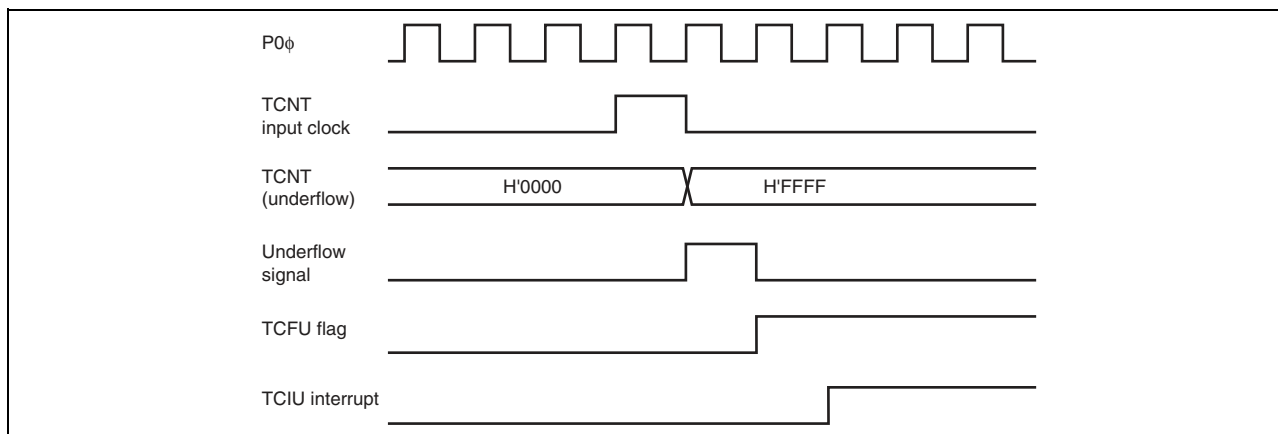 P0ϕ
TCNT
input clock
TCNT
(underflow)
H'0000
H'FFFF
Underflow
signal
TCFU flag
TCIU interrupt